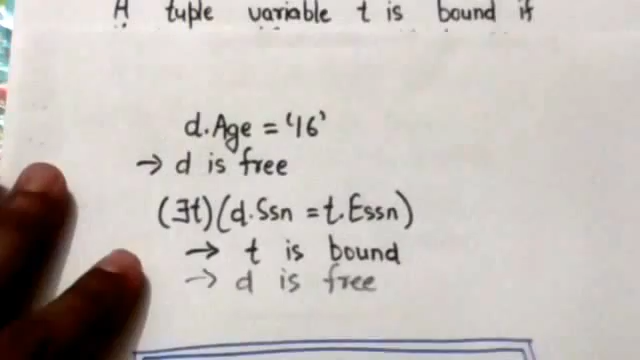 A tuple variable t is bound if
d.Age = '16'
→ d is free
(∃t)(d.Ssn = t.Essn)
→ t is bound
→ d is free